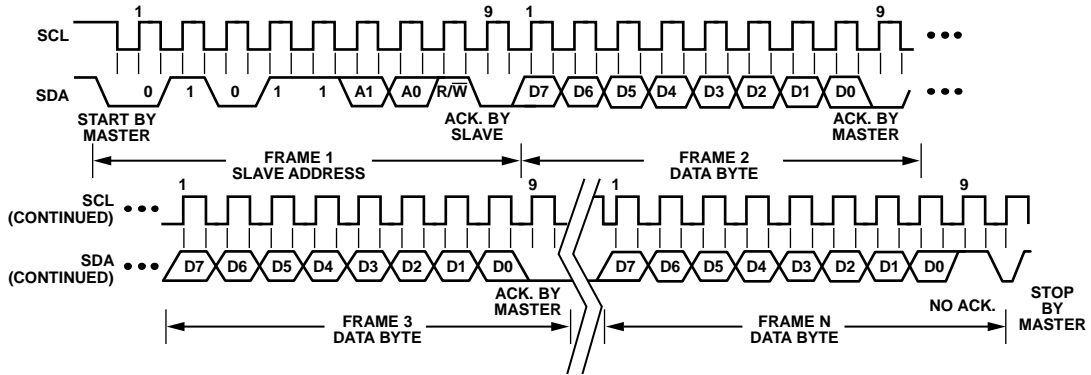 1 9 1 9
SCL
SDA 0 1 0 1 1 A1 A0 R/W̅ D7 D6 D5 D4 D3 D2 D1 D0
START BY
MASTER
ACK. BY
SLAVE
ACK. BY
MASTER
FRAME 1
SLAVE ADDRESS
FRAME 2
DATA BYTE
1 9 1 9
SCL
(CONTINUED)
SDA
(CONTINUED)
D7 D6 D5 D4 D3 D2 D1 D0 D7 D6 D5 D4 D3 D2 D1 D0
ACK. BY
MASTER
NO ACK.
STOP
BY
MASTER
FRAME 3
DATA BYTE
FRAME N
DATA BYTE